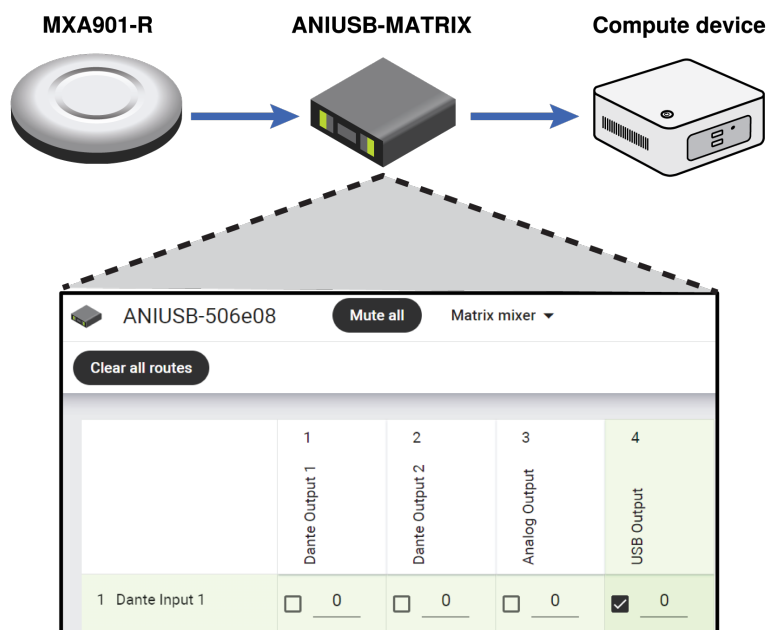 MXA901-R ANIUSB-MATRIX Compute device
ANIUSB-506e08 Mute all Matrix mixer
Clear all routes
1 2 3 4
Dante Output 1
Dante Output 2
Analog Output
USB Output
1 Dante Input 1 0 0 0 0